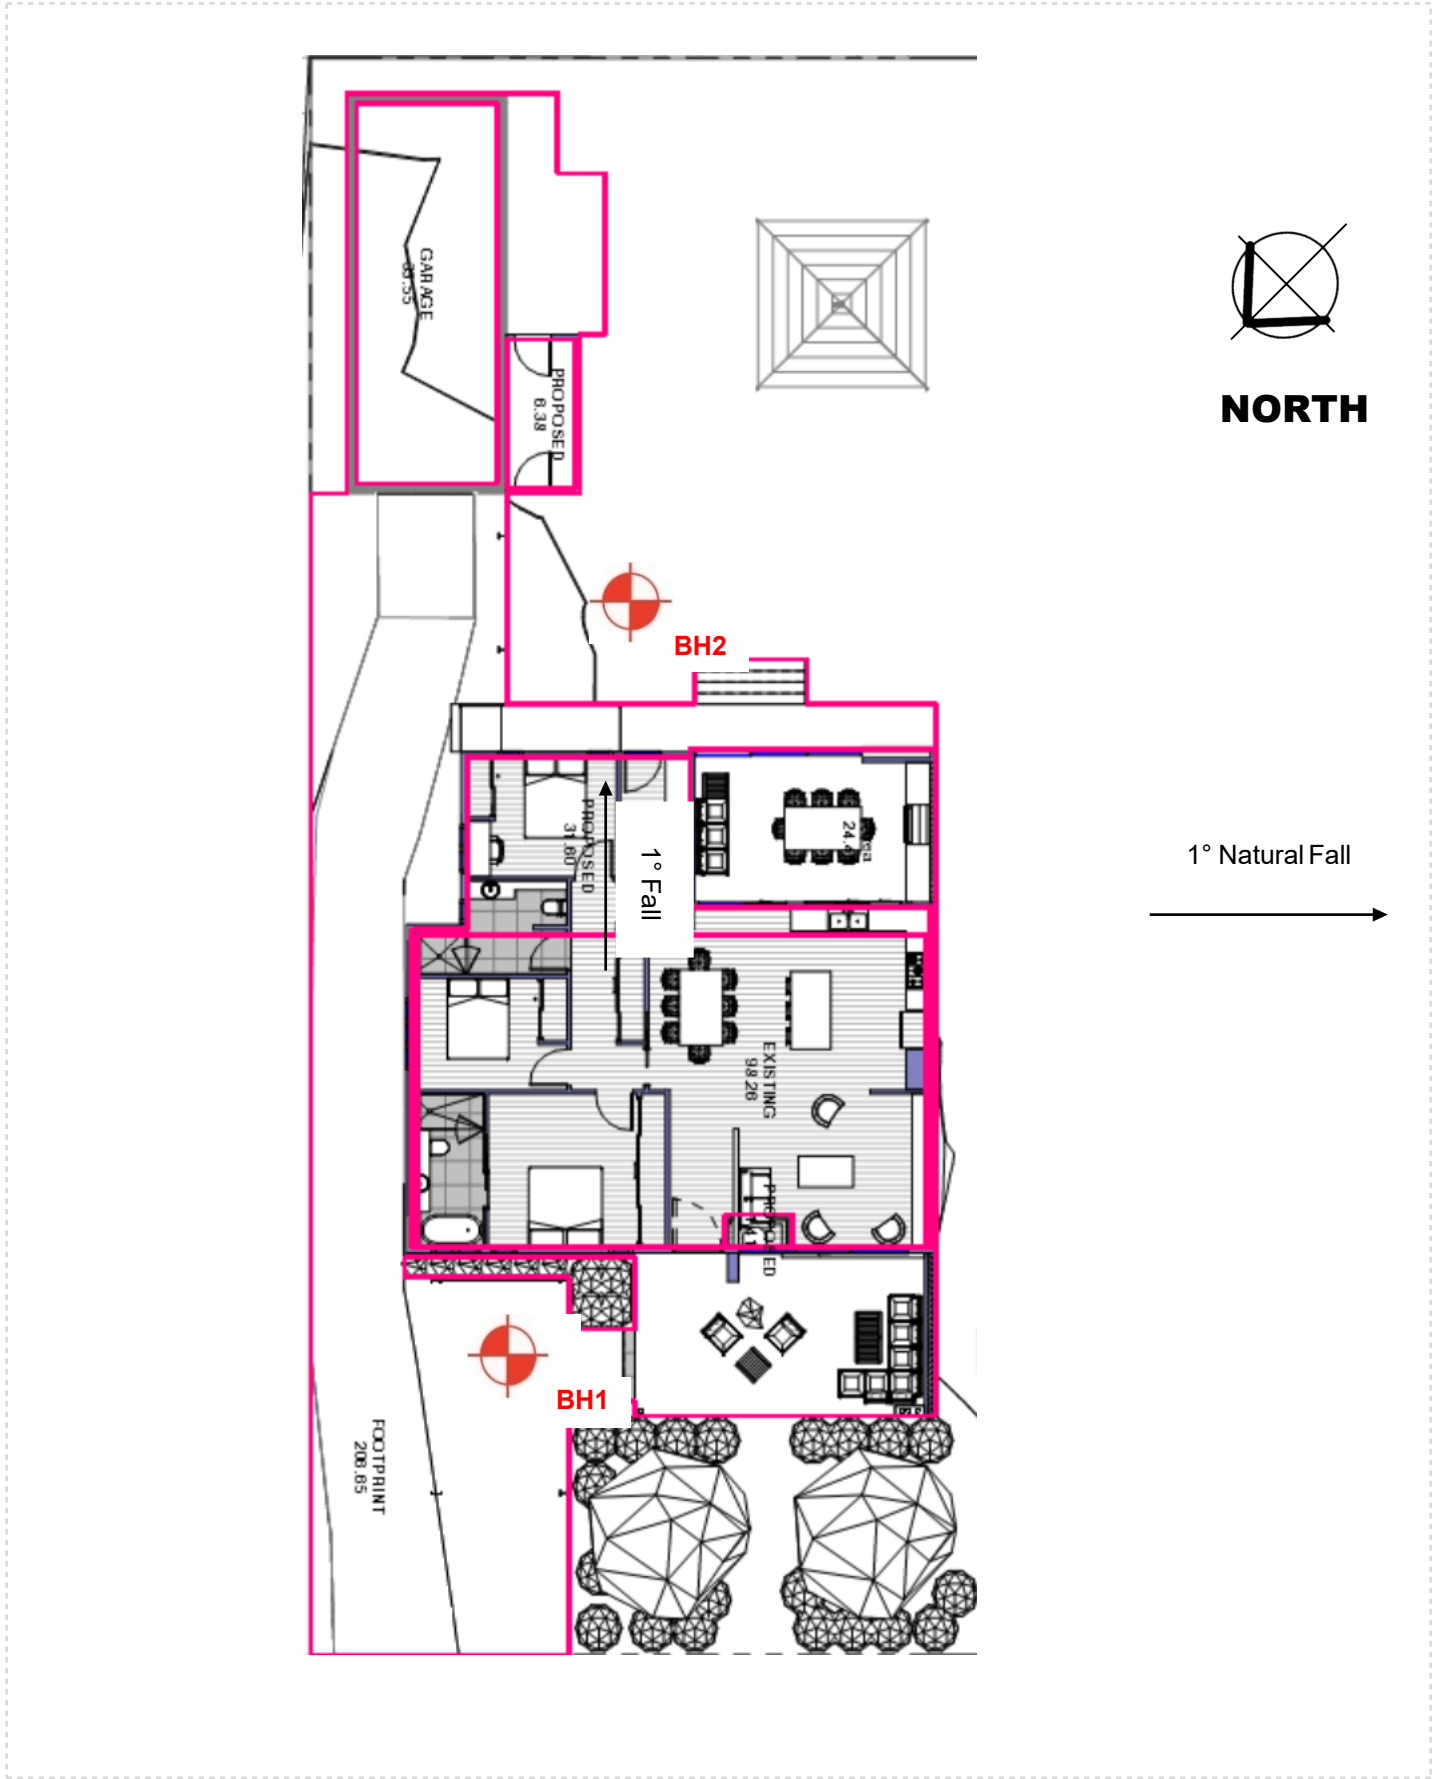 GARAGE
PROPOSED
6.38
NORTH
BH2
PROPOSED
31.60
1° Fall
1° Natural Fall
EXISTING
98.26
PROPOSED
BH1
FOOTPRINT
206.65